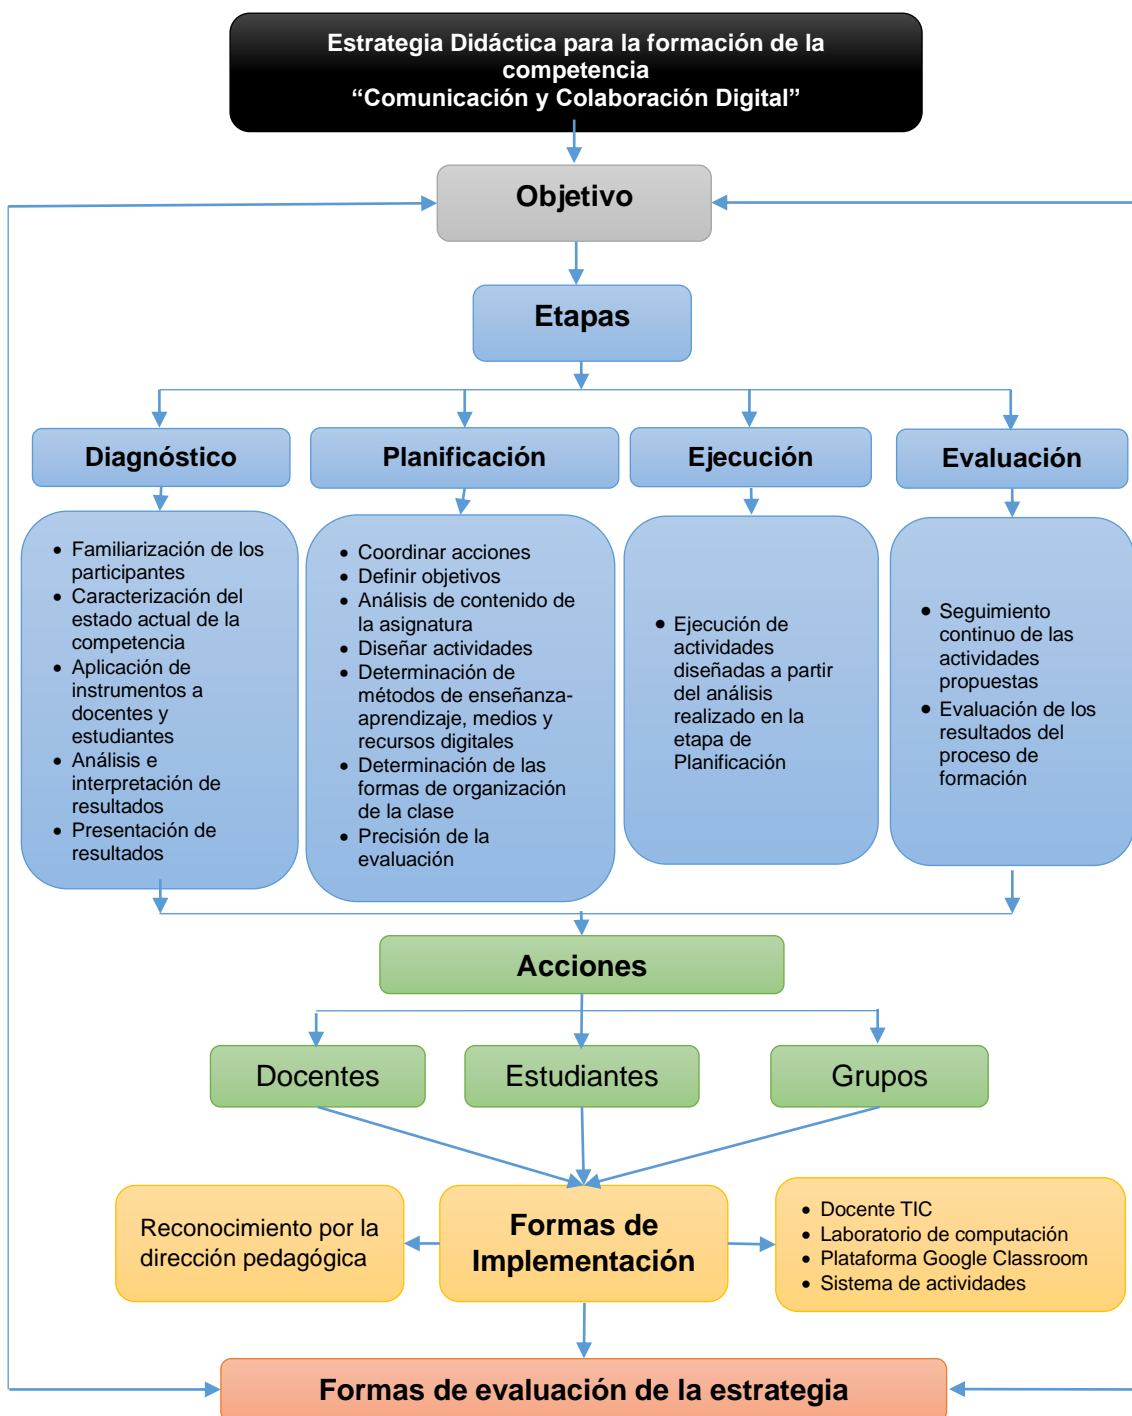 Estrategia Didáctica para la formación de la
competencia
“Comunicación y Colaboración Digital”
Objetivo
Etapas
Diagnóstico
Planificación
Ejecución
Evaluación
• Familiarización de los
participantes
• Caracterización del
estado actual de la
competencia
• Aplicación de
instrumentos a
docentes y
estudiantes
• Análisis e
interpretación de
resultados
• Presentación de
resultados
• Coordinar acciones
• Definir objetivos
• Análisis de contenido de
la asignatura
• Diseñar actividades
• Determinación de
métodos de enseñanza-
aprendizaje, medios y
recursos digitales
• Determinación de las
formas de organización
de la clase
• Precisión de la
evaluación
• Ejecución de
actividades
diseñadas a partir
del análisis
realizado en la
etapa de
Planificación
• Seguimiento
continuo de las
actividades
propuestas
• Evaluación de los
resultados del
proceso de
formación
Acciones
Docentes
Estudiantes
Grupos
Reconocimiento por la
dirección pedagógica
Formas de
Implementación
• Docente TIC
• Laboratorio de computación
• Plataforma Google Classroom
• Sistema de actividades
Formas de evaluación de la estrategia